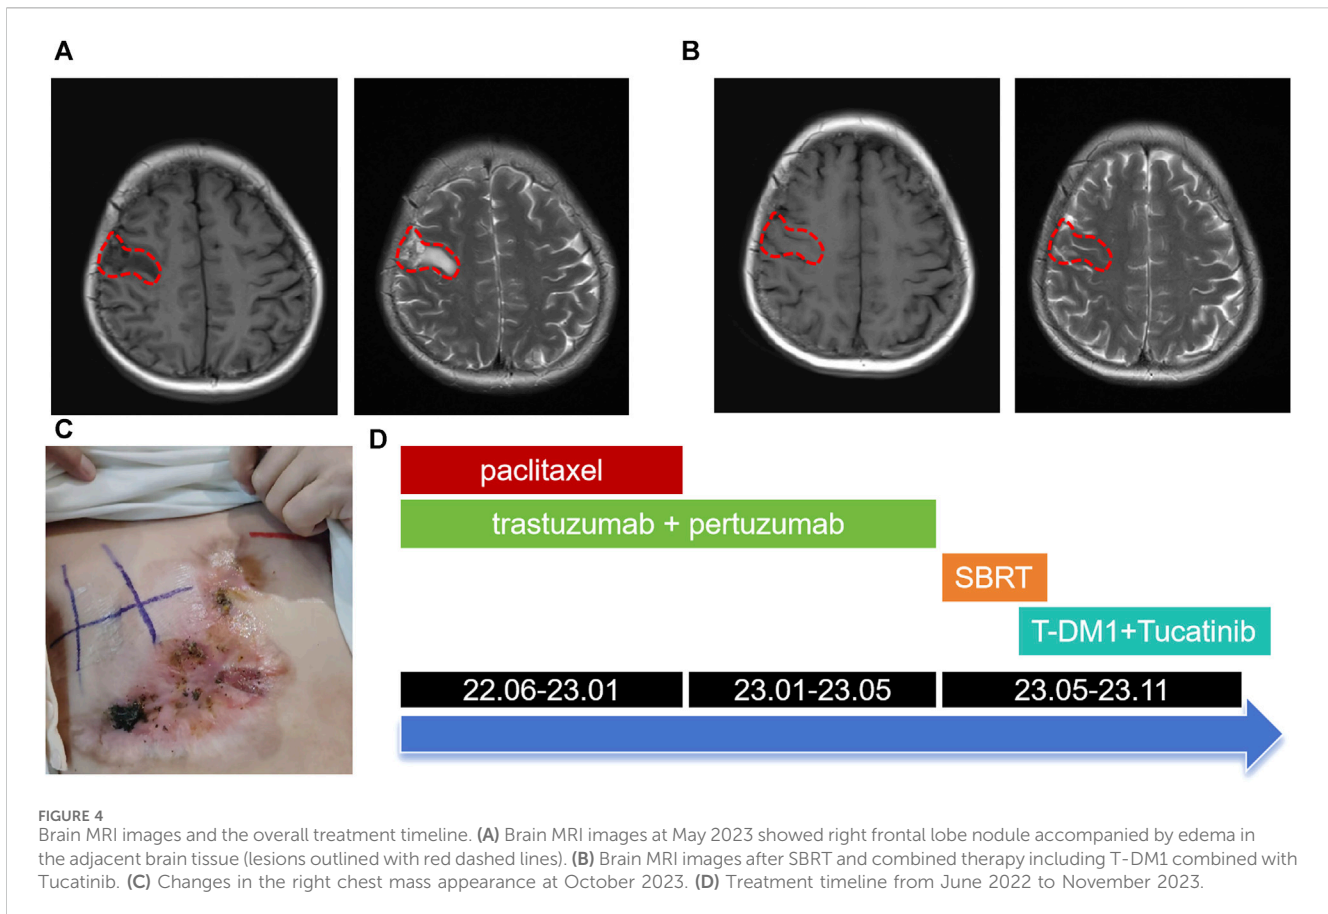 A
B
C
D
paclitaxel
trastuzumab + pertuzumab
SBRT
T-DM1+Tucatinib
22.06-23.01
23.01-23.05
23.05-23.11
FIGURE 4
Brain MRI images and the overall treatment timeline. (A) Brain MRI images at May 2023 showed right frontal lobe nodule accompanied by edema in
the adjacent brain tissue (lesions outlined with red dashed lines). (B) Brain MRI images after SBRT and combined therapy including T-DM1 combined with
Tucatinib. (C) Changes in the right chest mass appearance at October 2023. (D) Treatment timeline from June 2022 to November 2023.